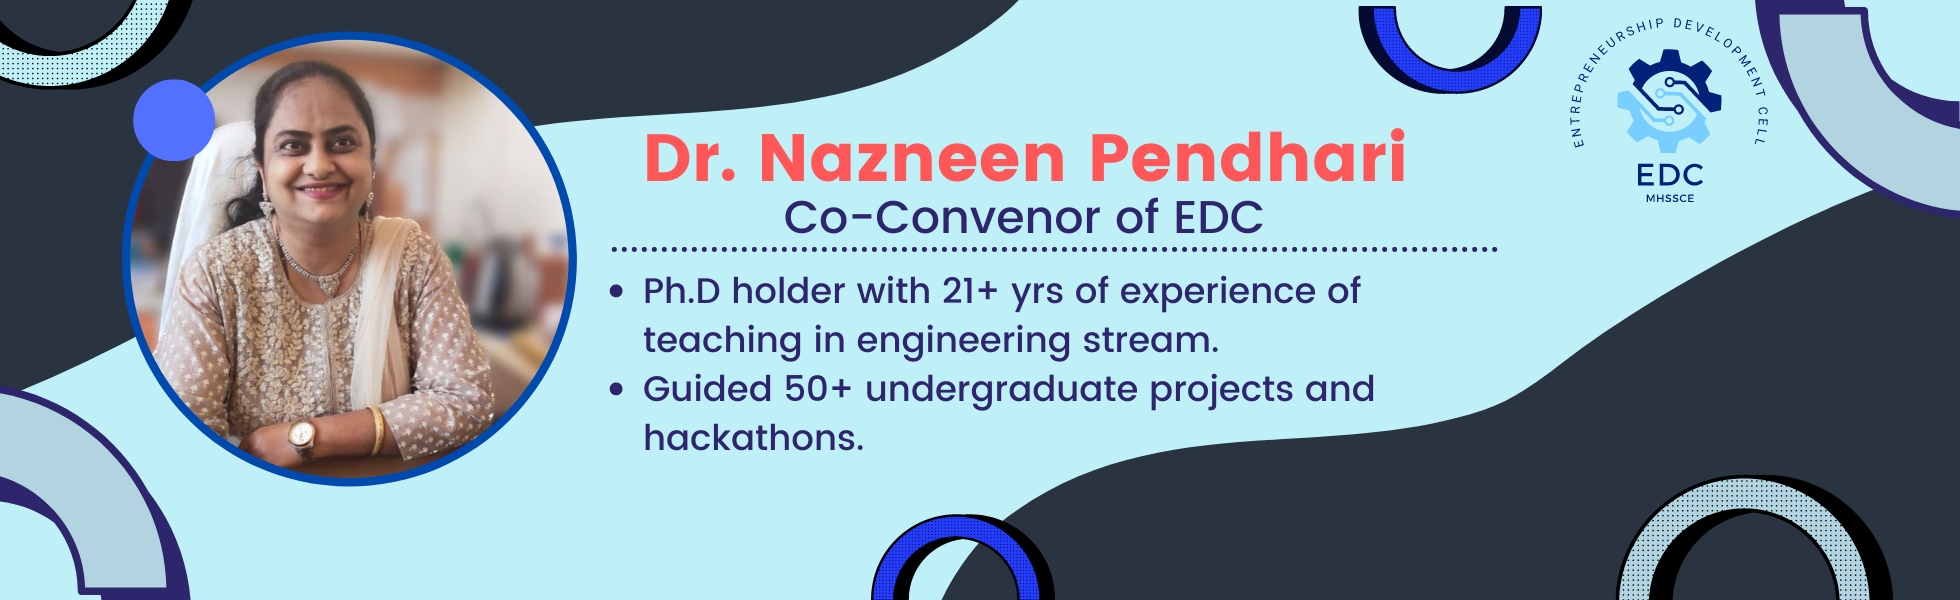 Dr. Nazneen Pendhari
Co-Convenor of EDC
• Ph.D holder with 21+ yrs of experience of
teaching in engineering stream.
• Guided 50+ undergraduate projects and
hackathons.
ENTREPRENEURSHIP DEVELOPMENT CELL
EDC
MHSSCE